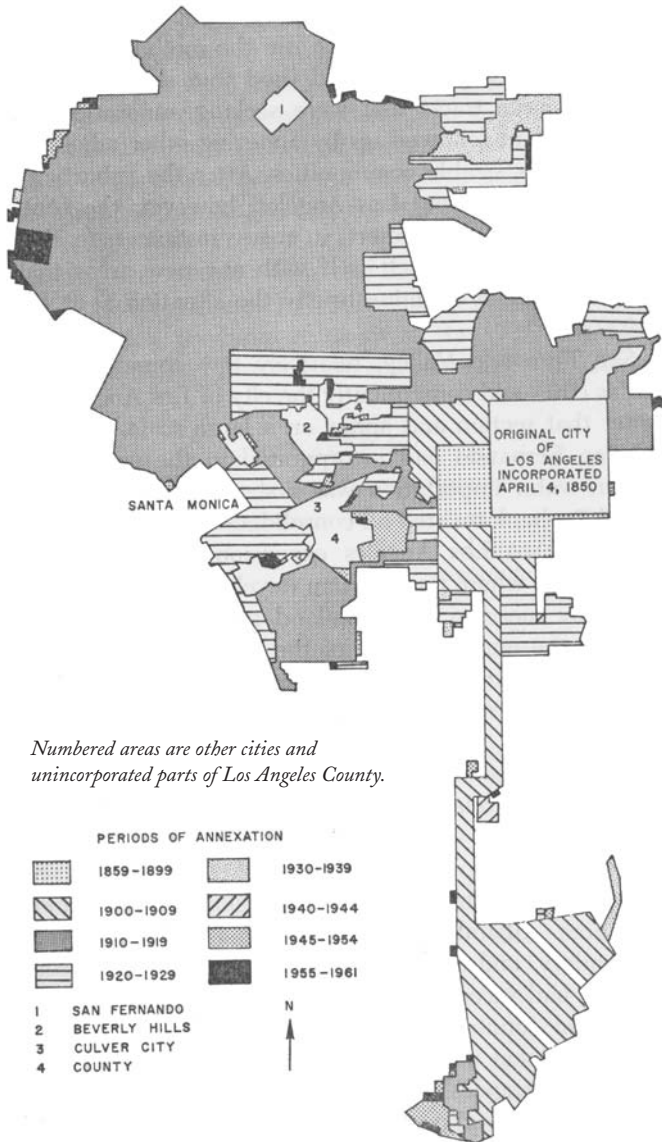 1
ORIGINAL CITY
OF
LOS ANGELES
INCORPORATED
APRIL 4, 1850
4
2
SANTA MONICA
3
4
Numbered areas are other cities and
unincorporated parts of Los Angeles County.
PERIODS OF ANNEXATION
1859-1899
1930-1939
1900-1909
1940-1944
1910-1919
1945-1954
1920-1929
1955-1961
1 SAN FERNANDO
2 BEVERLY HILLS
3 CULVER CITY
4 COUNTY
N